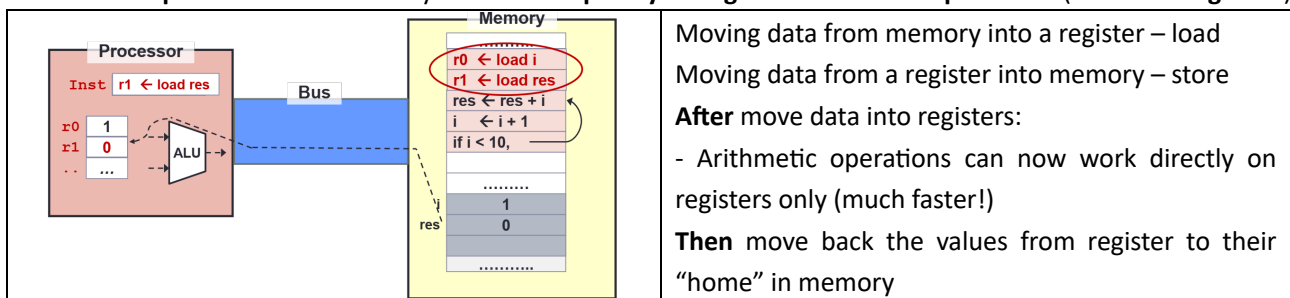 Memory
Processor
............
r0 ← load i
r1 ← load res
Inst r1 ← load res
Bus
res ← res + i
i ← i + 1
if i < 10,
r0 1
r1 0
.. ...
ALU
.........
i 1
res 0
...........
Moving data from memory into a register – load
Moving data from a register into memory – store
After move data into registers:
- Arithmetic operations can now work directly on
registers only (much faster!)
Then move back the values from register to their
“home” in memory